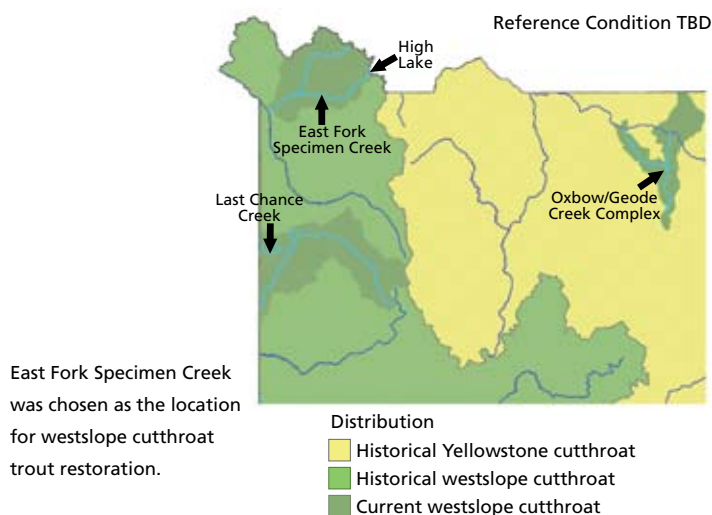 Reference Condition TBD
High
Lake
East Fork
Specimen Creek
Last Chance
Creek
Oxbow/Geode
Creek Complex
East Fork Specimen Creek
was chosen as the location
for westslope cutthroat
trout restoration.
Distribution
Historical Yellowstone cutthroat
Historical westslope cutthroat
Current westslope cutthroat